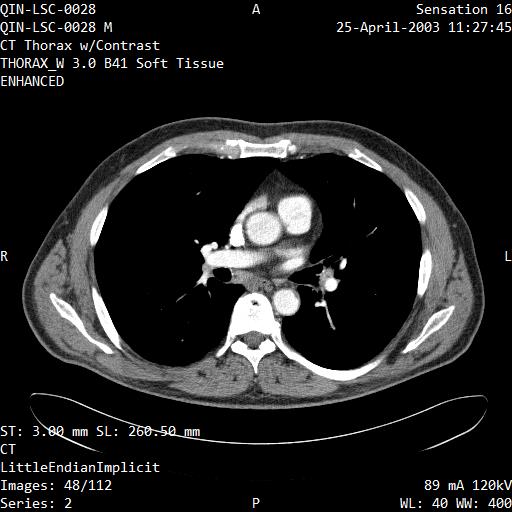 QIN-LSC-0028
A
Sensation 16
QIN-LSC-0028 M
25-April-2003 11:27:45
CT Thorax w/Contrast
THORAX_W 3.0 B41 Soft Tissue
ENHANCED
R
L
ST: 3.00 mm SL: 260.50 mm
CT
LittleEndianImplicit
Images: 48/112
89 mA 120kV
Series: 2
P
WL: 40 WW: 400